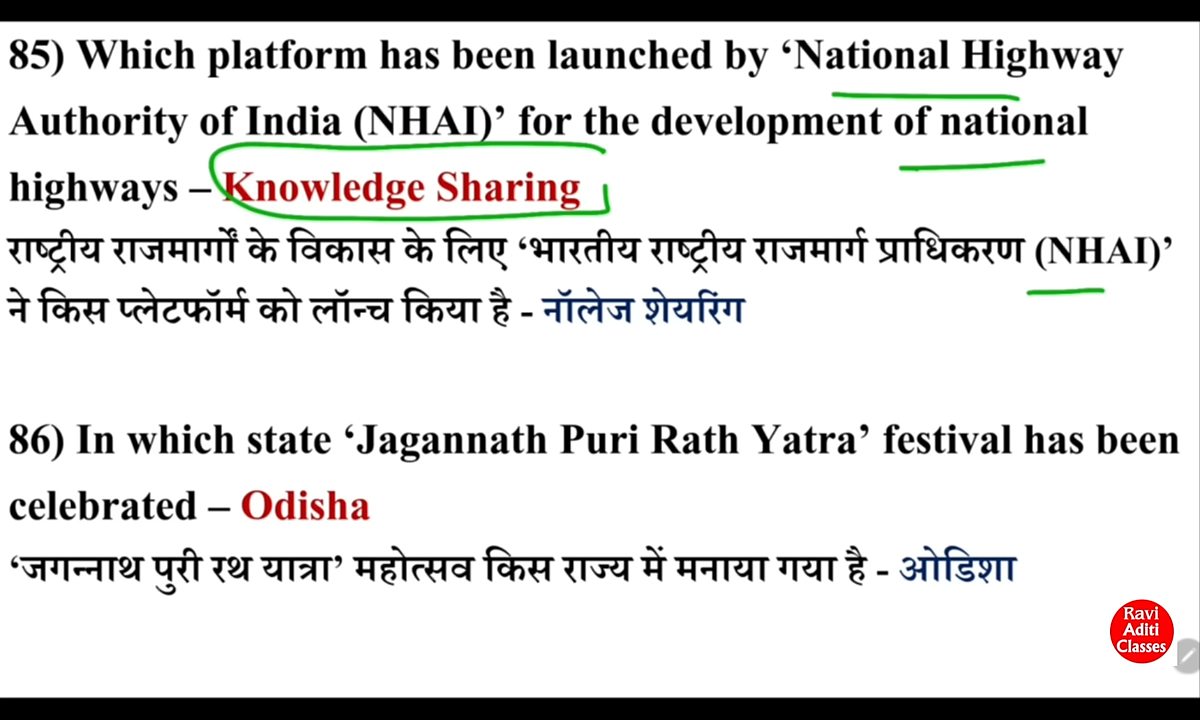 85) Which platform has been launched by ‘National Highway
Authority of India (NHAI)’ for the development of national
highways – Knowledge Sharing
राष्ट्रीय राजमार्गों के विकास के लिए ‘भारतीय राष्ट्रीय राजमार्ग प्राधिकरण (NHAI)’
ने किस प्लेटफॉर्म को लॉन्च किया है - नॉलेज शेयरिंग
86) In which state ‘Jagannath Puri Rath Yatra’ festival has been
celebrated – Odisha
‘जगन्नाथ पुरी रथ यात्रा’ महोत्सव किस राज्य में मनाया गया है - ओडिशा
Ravi
Aditi
Classes